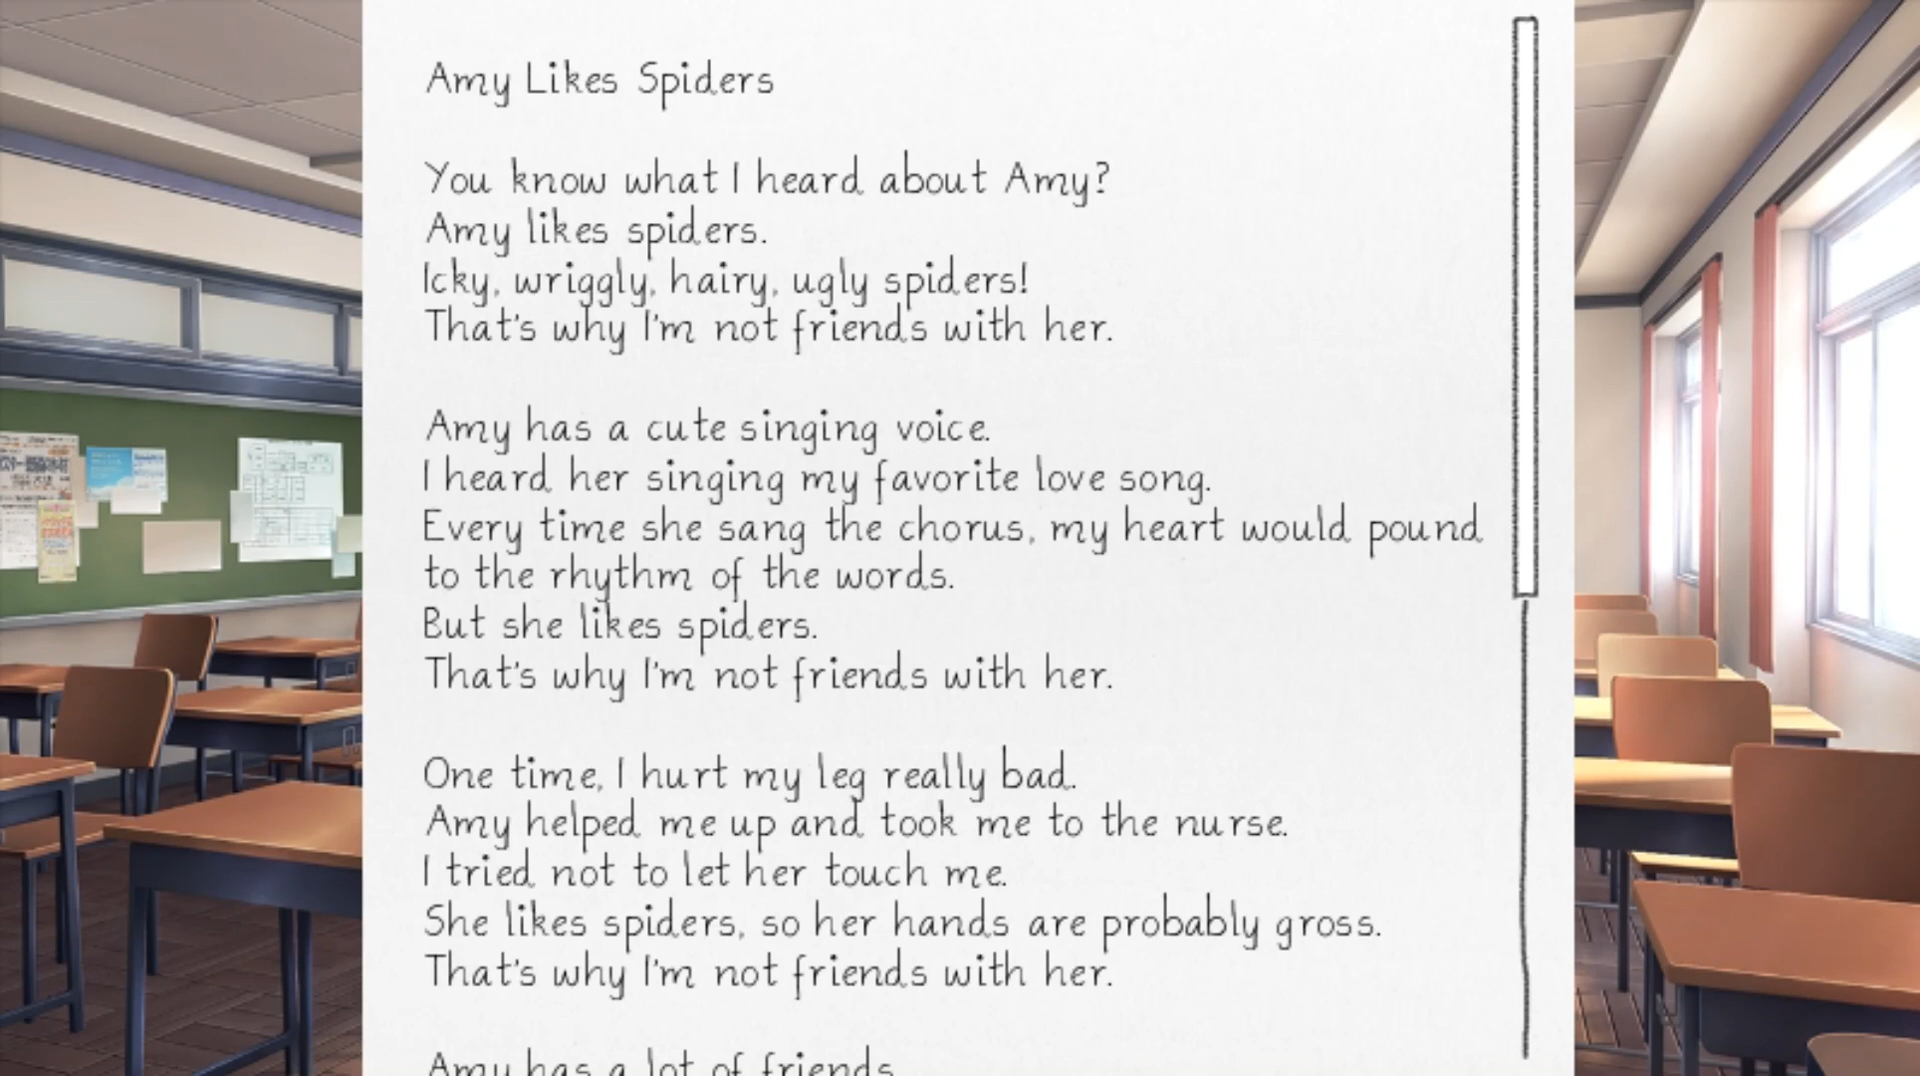 Amy Likes Spiders
You know what I heard about Amy?
Amy likes spiders.
Icky, wriggly, hairy, ugly spiders!
That's why I'm not friends with her.
Amy has a cute singing voice.
I heard her singing my favorite love song.
Every time she sang the chorus, my heart would pound
to the rhythm of the words.
But she likes spiders.
That's why I'm not friends with her.
One time, I hurt my leg really bad.
Amy helped me up and took me to the nurse.
I tried not to let her touch me.
She likes spiders, so her hands are probably gross.
That's why I'm not friends with her.
Amy has a lot of friends